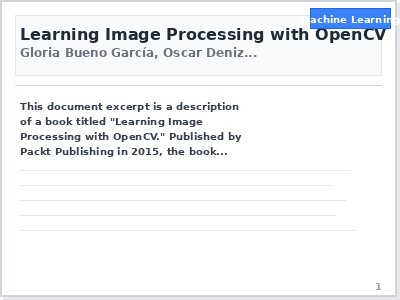 Machine Learning
Learning Image Processing with OpenCV
Gloria Bueno García, Oscar Deniz...
This document excerpt is a description
of a book titled "Learning Image
Processing with OpenCV." Published by
Packt Publishing in 2015, the book...
1